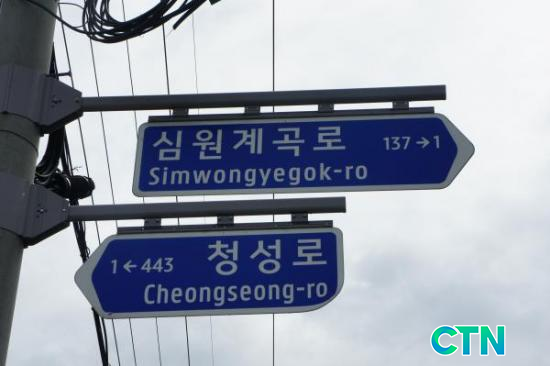 심원계곡로 137→1
Simwongyegok-ro
1←443 청성로
Cheongseong-ro
CTN